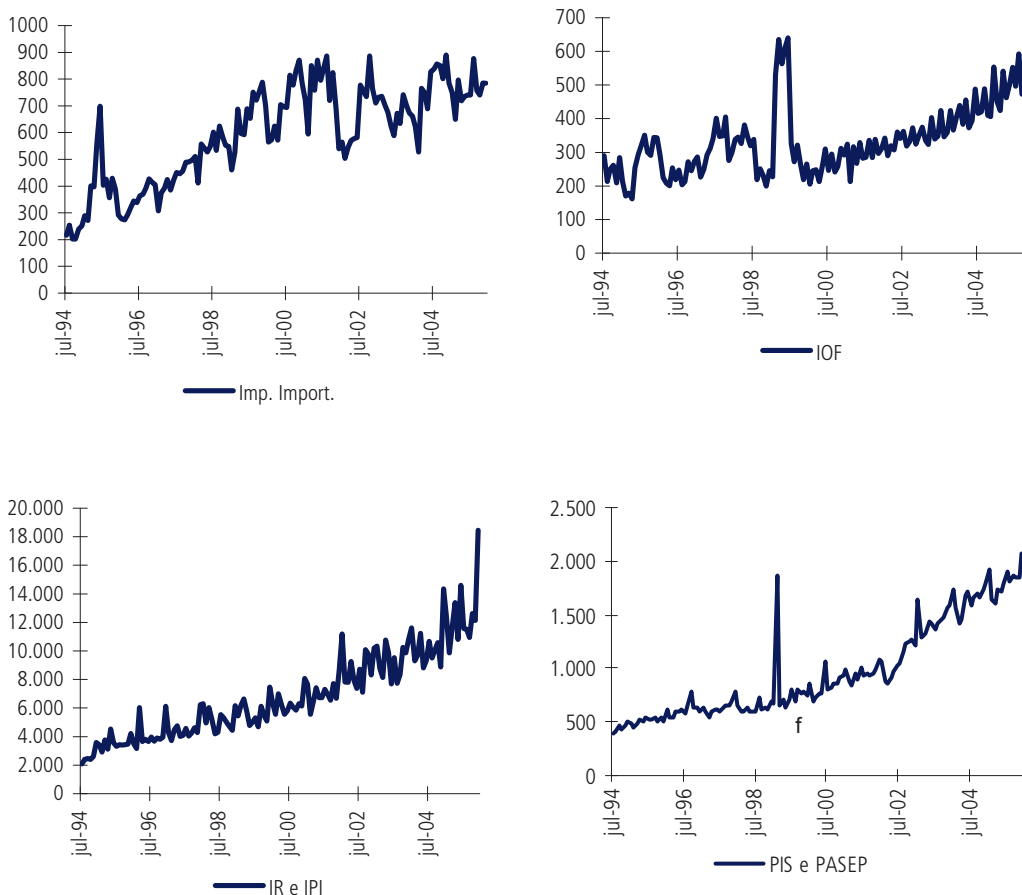 1000
900
800
700
600
500
400
300
200
100
0
jul-94
jul-96
jul-98
jul-00
jul-02
jul-04
Imp. Import.
700
600
500
400
300
200
100
0
jul-94
jul-96
jul-98
jul-00
jul-02
jul-04
IOF
20.000
18.000
16.000
14.000
12.000
10.000
8.000
6.000
4.000
2.000
0
jul-94
jul-96
jul-98
jul-00
jul-02
jul-04
IR e IPI
2.500
2.000
1.500
1.000
500
0
f
jul-94
jul-96
jul-98
jul-00
jul-02
jul-04
PIS e PASEP